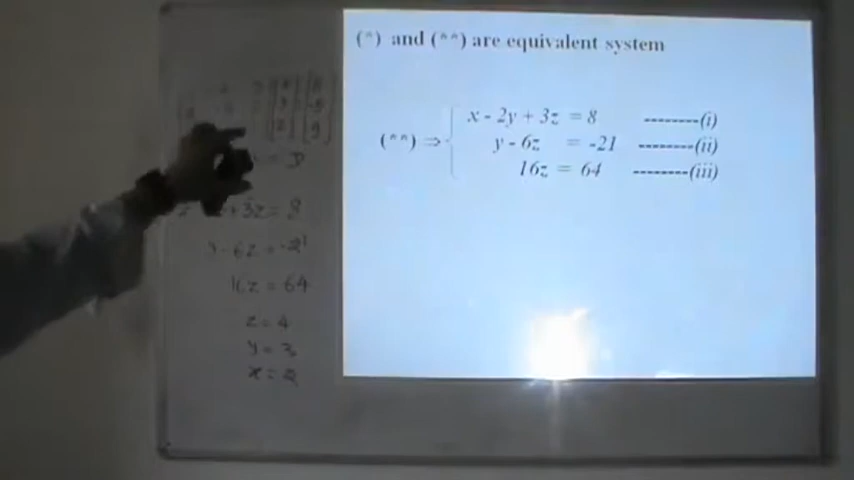 (*) and (**) are equivalent system
(**) ⇒ x - 2y + 3z = 8 --------(i)
y - 6z = -21 --------(ii)
16z = 64 --------(iii)
+3z = 8
y - 6z = -21
16z = 64
z = 4
y = 3
x = 2